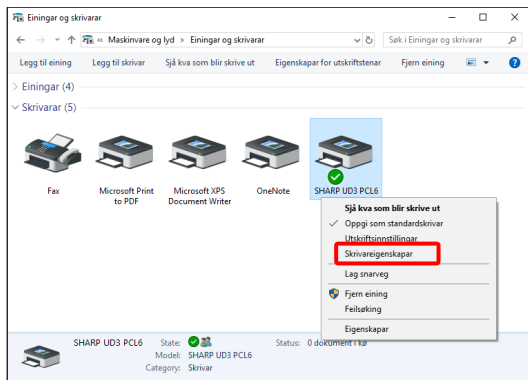 Einingar og skrivarar
« Maskinvare og lyd › Einingar og skrivarar
Søk i Einingar og skrivarar
Legg til eining Legg til skrivar Sjå kva som blir skrive ut Eigenskapar for utskriftstenar Fjern eining
Einingar (4)
Skrivarar (5)
Fax
Microsoft Print
to PDF
Microsoft XPS
Document Writer
OneNote
SHARP UD3 PCL6
Sjå kva som blir skrive ut
Oppgi som standardskrivar
Utskriftsinnstillingar
Skrivareigenskapar
Lag snarveg
Fjern eining
Feilsøking
Eigenskapar
SHARP UD3 PCL6 State: Status: 0 dokument i kø
Model: SHARP UD3 PCL6
Category: Skrivar